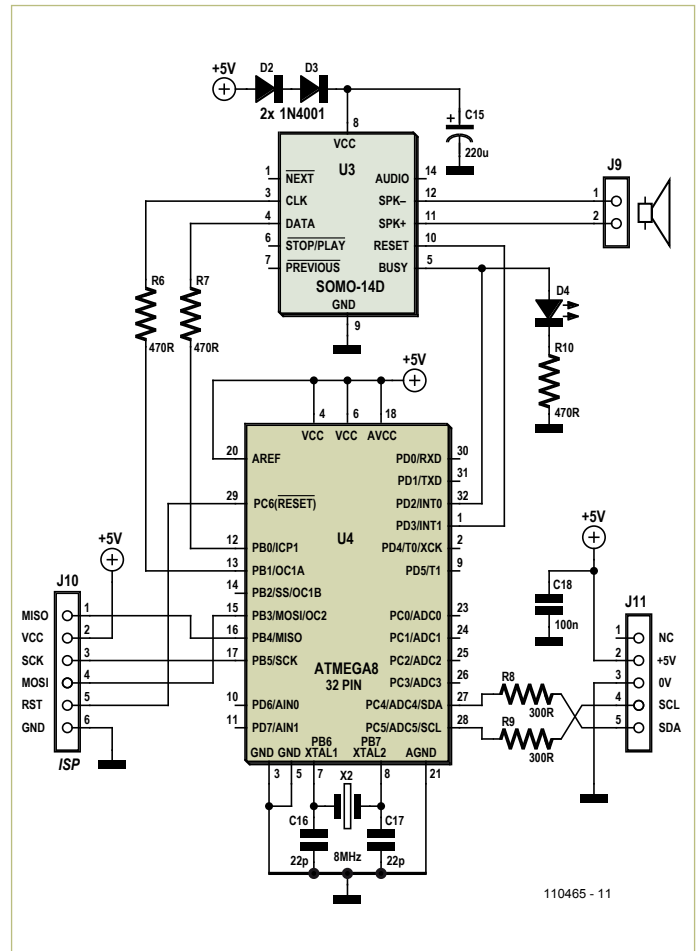 +5V
D2 D3
2x 1N4001
+ C15
220u
8
VCC
U3
1 NEXT AUDIO 14
3 CLK SPK– 12
4 DATA SPK+ 11
6 STOP/PLAY RESET 10
7 PREVIOUS BUSY 5
SOMO-14D
GND
9
J9
1
2
R6 R7
470R 470R
D4
R10
470R
+5V
4 6 18
VCC VCC AVCC
20 AREF PD0/RXD 30
PD1/TXD 31
29 PC6(RESET) PD2/INT0 32
U4
PD3/INT1 1
12 PB0/ICP1 PD4/T0/XCK 2
13 PB1/OC1A PD5/T1 9
14 PB2/SS/OC1B
15 PB3/MOSI/OC2 PC0/ADC0 23
16 PB4/MISO PC1/ADC1 24
17 PB5/SCK PC2/ADC2 25
ATMEGA8
32 PIN
PC3/ADC3 26
10 PD6/AIN0 PC4/ADC4/SDA 27
11 PD7/AIN1 PC5/ADC5/SCL 28
PB6 PB7
GND GND XTAL1 XTAL2 AGND
3 5 7 8 21
X2
C16 C17
22p 8MHz 22p
+5V
J10
MISO 1
VCC 2
SCK 3
MOSI 4
RST 5
GND 6
ISP
+5V
C18
100n
J11
1 NC
2 +5V
3 0V
4 SCL
5 SDA
R8
300R
R9
300R
110465 - 11